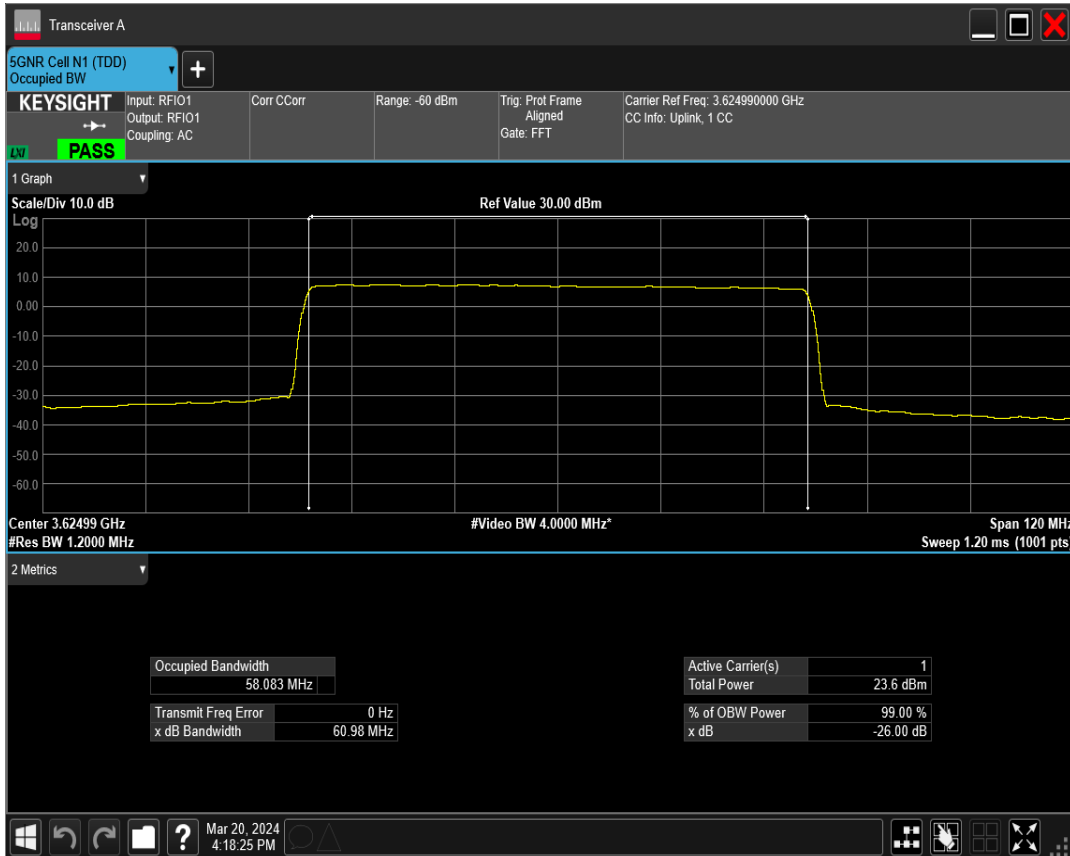 Transceiver A
5GNR Cell N1 (TDD)
Occupied BW
+
KEYSIGHT
LXI
PASS
Input: RFIO1
Output: RFIO1
Coupling: AC
Corr CCorr
Range: -60 dBm
Trig: Prot Frame
Aligned
Gate: FFT
Carrier Ref Freq: 3.624990000 GHz
CC Info: Uplink, 1 CC
1 Graph
Scale/Div 10.0 dB
Ref Value 30.00 dBm
Log
20.0
10.0
0.00
-10.0
-20.0
-30.0
-40.0
-50.0
-60.0
Center 3.62499 GHz
#Video BW 4.0000 MHz*
Span 120 MHz
#Res BW 1.2000 MHz
Sweep 1.20 ms (1001 pts)
2 Metrics
Occupied Bandwidth
58.083 MHz
Transmit Freq Error 0 Hz
x dB Bandwidth 60.98 MHz
Active Carrier(s) 1
Total Power 23.6 dBm
% of OBW Power 99.00 %
x dB -26.00 dB
?
Mar 20, 2024
4:18:25 PM